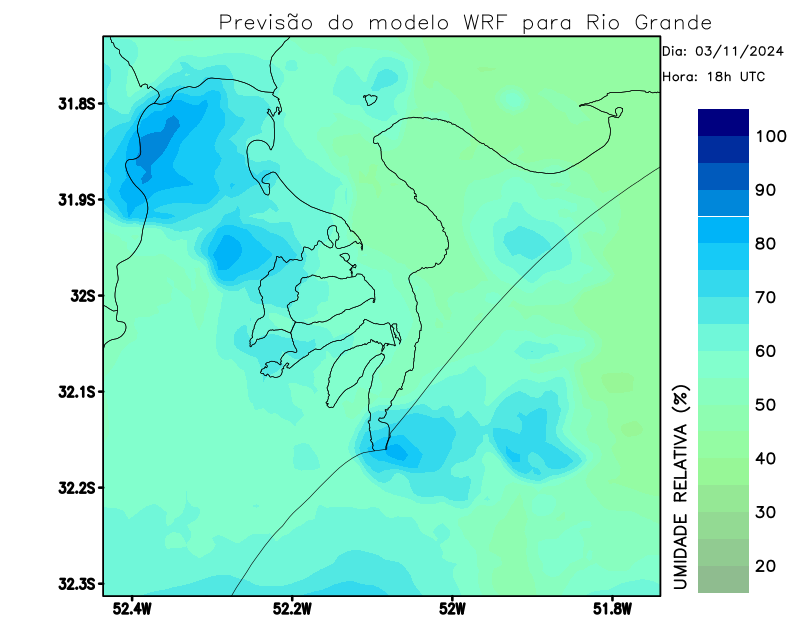 Previsão do modelo WRF para Rio Grande
Dia: 03/11/2024
Hora: 18h UTC
31.8S
31.9S
32S
32.1S
32.2S
32.3S
52.4W
52.2W
52W
51.8W
100
90
80
70
60
50
40
30
20
UMIDADE RELATIVA (%)